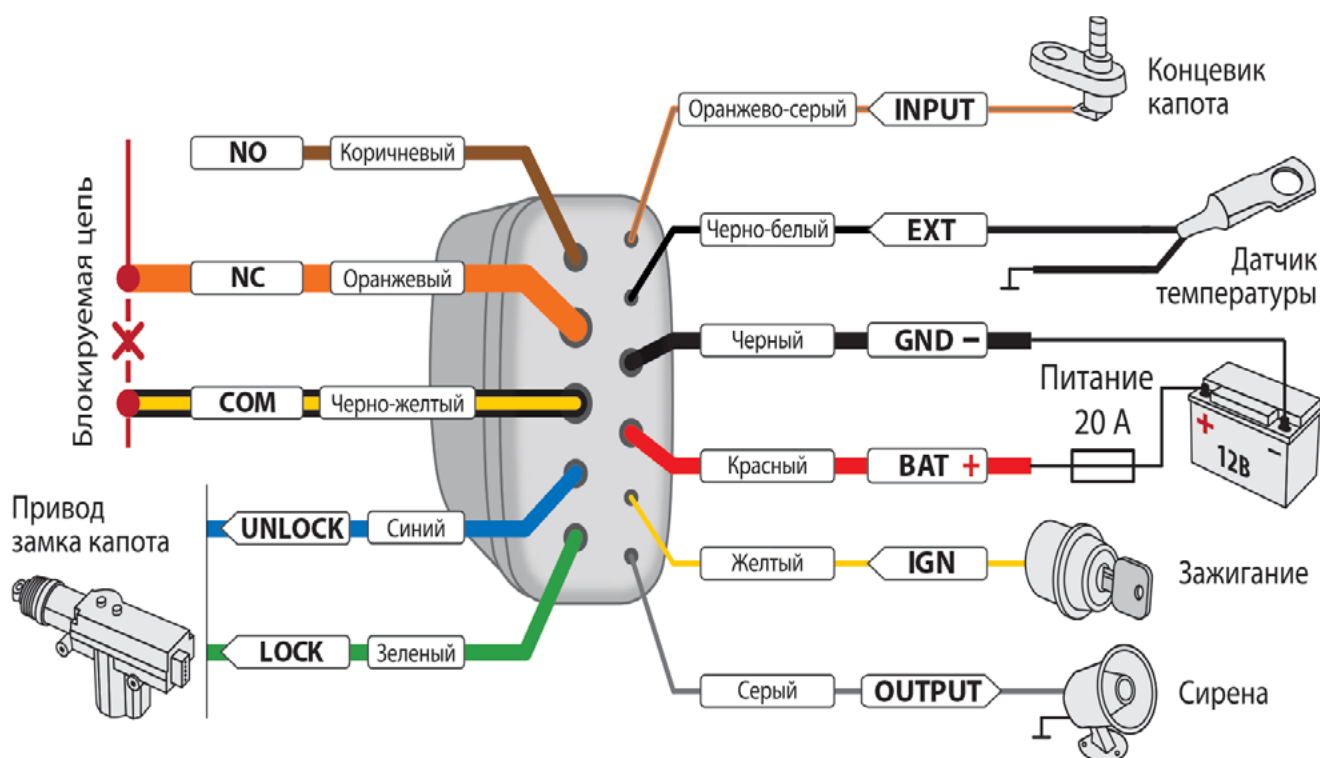 Блокируемая цепь
NO
Коричневый
NC
Оранжевый
COM
Черно-желтый
Привод
замка капота
UNLOCK
Синий
LOCK
Зеленый
Оранжево-серый
INPUT
Концевик
капота
Черно-белый
EXT
Датчик
температуры
Черный
GND −
Питание
20 А
Красный
BAT +
+
−
12В
Желтый
IGN
Зажигание
Серый
OUTPUT
Сирена